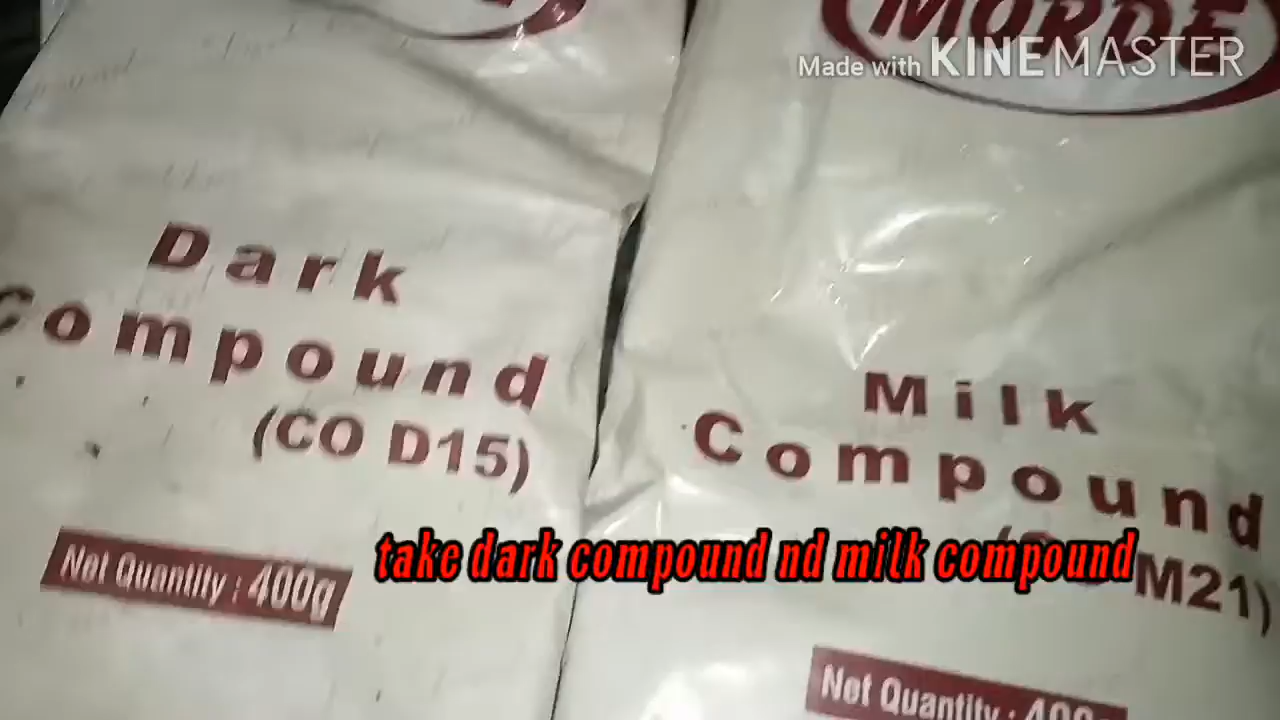 MORDE
Made with KINEMASTER
Dark
Compound
(CO D15)
Net Quantity : 400g
Milk
Compound
M21)
take dark compound nd milk compound
Net Quantity : 400g